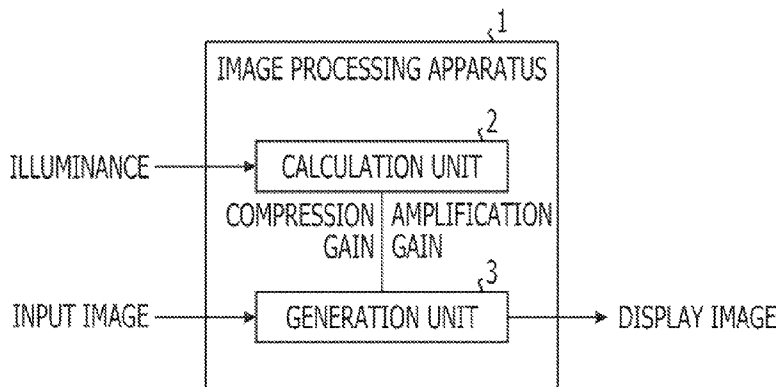 1
IMAGE PROCESSING APPARATUS
2
ILLUMINANCE
CALCULATION UNIT
COMPRESSION GAIN
AMPLIFICATION GAIN
3
INPUT IMAGE
GENERATION UNIT
DISPLAY IMAGE